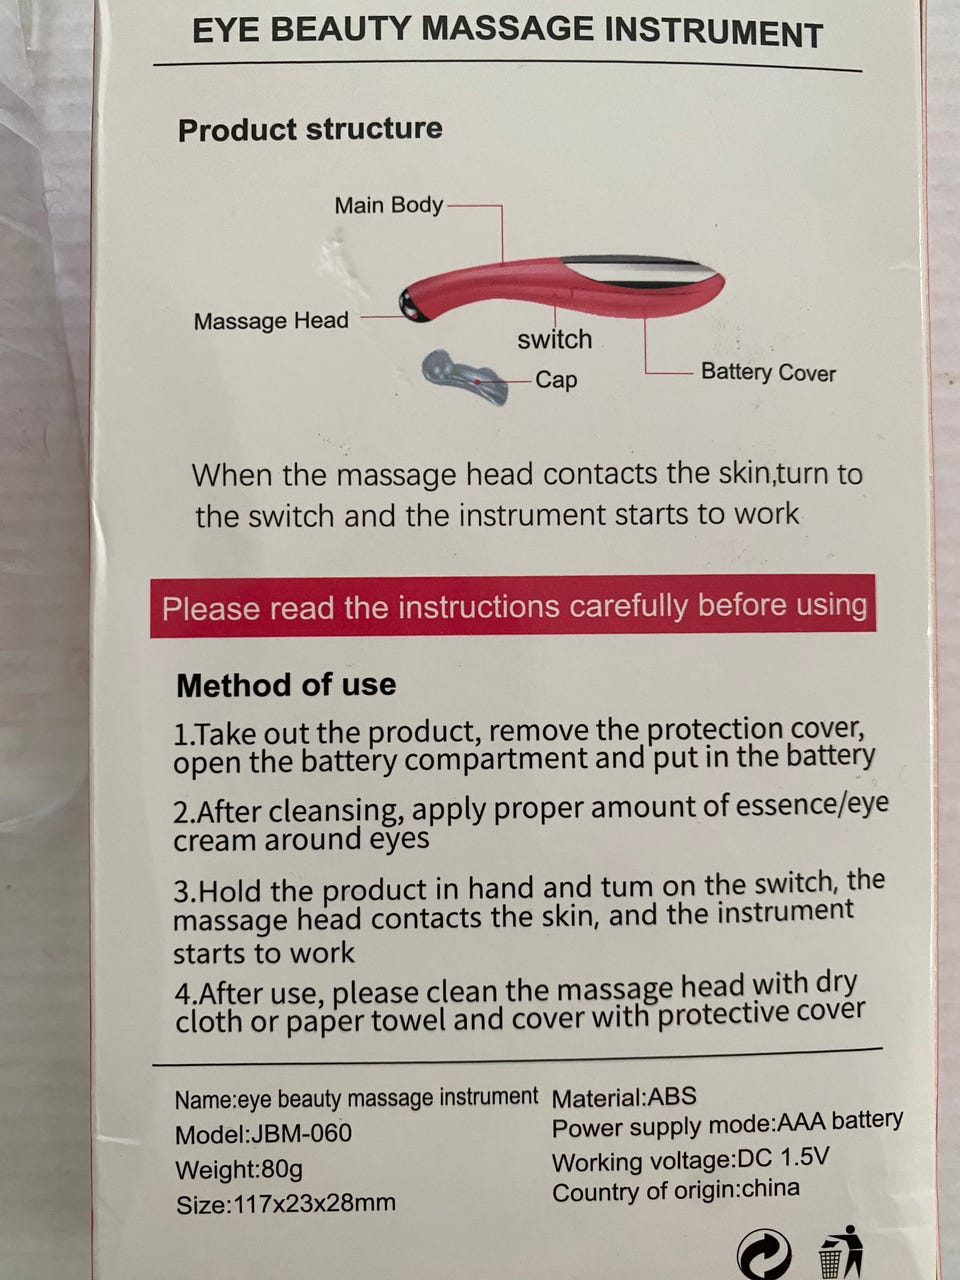 EYE BEAUTY MASSAGE INSTRUMENT
Product structure
Main Body
Massage Head
switch
Cap
Battery Cover
When the massage head contacts the skin,turn to
the switch and the instrument starts to work
Please read the instructions carefully before using
Method of use
1.Take out the product, remove the protection cover,
open the battery compartment and put in the battery
2.After cleansing, apply proper amount of essence/eye
cream around eyes
3.Hold the product in hand and tum on the switch, the
massage head contacts the skin, and the instrument
starts to work
4.After use, please clean the massage head with dry
cloth or paper towel and cover with protective cover
Name:eye beauty massage instrument
Model:JBM-060
Weight:80g
Size:117x23x28mm
Material:ABS
Power supply mode:AAA battery
Working voltage:DC 1.5V
Country of origin:china